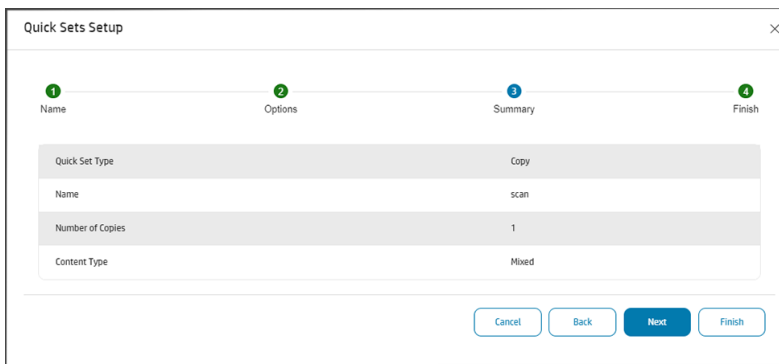 Quick Sets Setup
1 2 3 4
Name Options Summary Finish
Quick Set Type Copy
Name scan
Number of Copies 1
Content Type Mixed
Cancel Back Next Finish